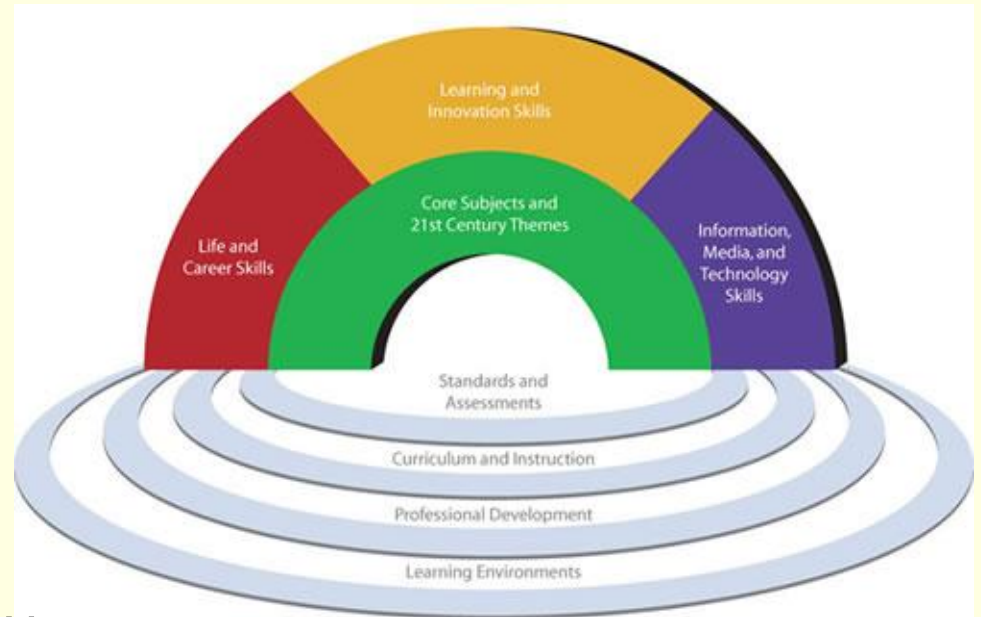 Learning and
Innovation Skills
Core Subjects and
21st Century Themes
Life and
Career Skills
Information,
Media, and
Technology
Skills
Standards and
Assessments
Curriculum and Instruction
Professional Development
Learning Environments